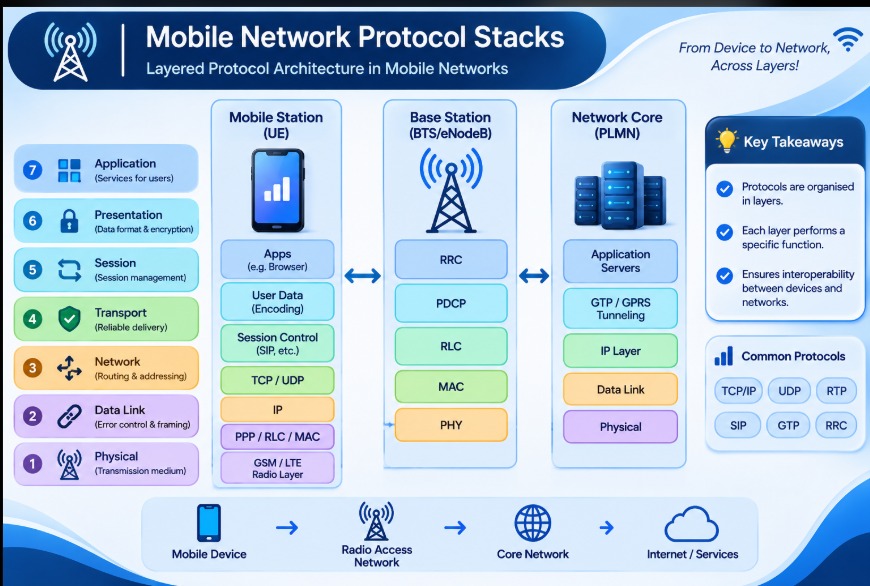 Mobile Network Protocol Stacks
Layered Protocol Architecture in Mobile Networks
From Device to Network,
Across Layers!
7
Application
(Services for users)
6
Presentation
(Data format & encryption)
5
Session
(Session management)
4
Transport
(Reliable delivery)
3
Network
(Routing & addressing)
2
Data Link
(Error control & framing)
1
Physical
(Transmission medium)
Mobile Station
(UE)
Apps
(e.g. Browser)
User Data
(Encoding)
Session Control
(SIP, etc.)
TCP / UDP
IP
PPP / RLC / MAC
GSM / LTE
Radio Layer
Base Station
(BTS/eNodeB)
RRC
PDCP
RLC
MAC
PHY
Network Core
(PLMN)
Application
Servers
GTP / GPRS
Tunneling
IP Layer
Data Link
Physical
Key Takeaways
Protocols are organised
in layers.
Each layer performs a
specific function.
Ensures interoperability
between devices and
networks.
Common Protocols
TCP/IP UDP RTP
SIP GTP RRC
Mobile Device
Radio Access
Network
Core Network
Internet / Services